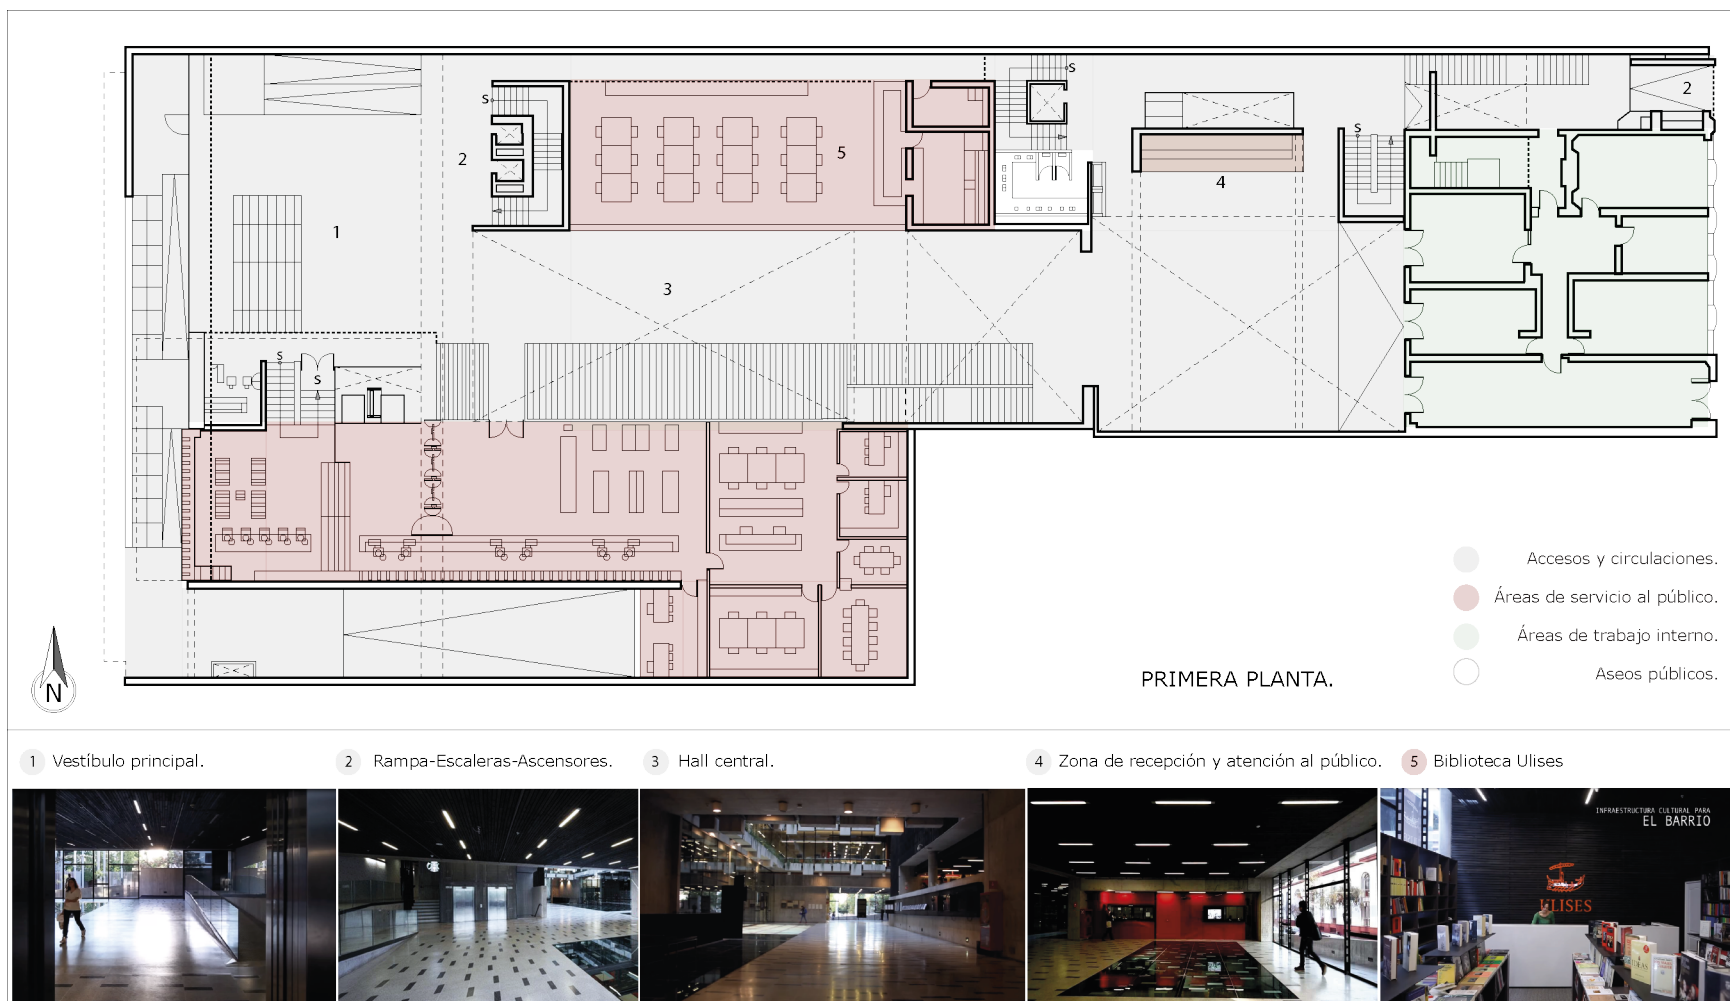 S
2
S
S
5
2
4
1
3
S
S
Accesos y circulaciones.
Áreas de servicio al público.
Áreas de trabajo interno.
Aseos públicos.
PRIMERA PLANTA.
N
1 Vestíbulo principal.
2 Rampa-Escaleras-Ascensores.
3 Hall central.
4 Zona de recepción y atención al público.
5 Biblioteca Ulises
INFRAESTRUCTURA CULTURAL PARA
EL BARRIO
ULISES